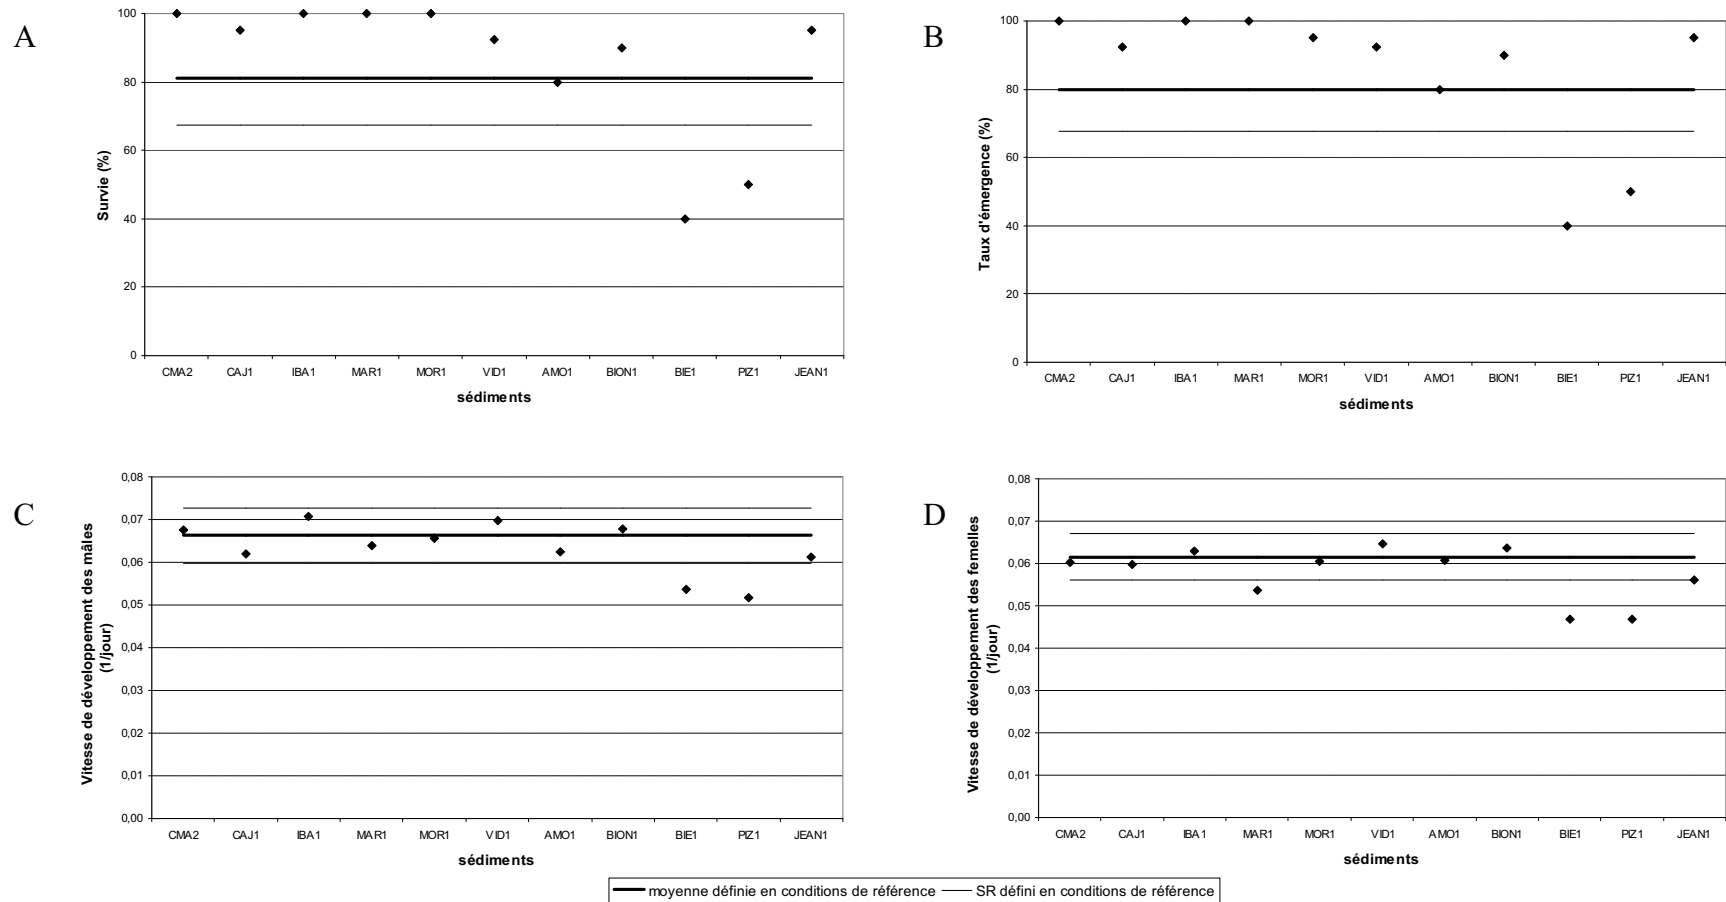 A
100
80
60
40
20
0
Survie (%)
CMA2 CAJ1 IBA1 MAR1 MOR1 VID1 AMO1 BION1 BIE1 PIZ1 JEAN1
sédiments
B
100
80
60
40
20
0
Taux d'émergence (%)
CMA2 CAJ1 IBA1 MAR1 MOR1 VID1 AMO1 BION1 BIE1 PIZ1 JEAN1
sédiments
C
0,08
0,07
0,06
0,05
0,04
0,03
0,02
0,01
0,00
Vitesse de développement des mâles
(1/jour)
CMA2 CAJ1 IBA1 MAR1 MOR1 VID1 AMO1 BION1 BIE1 PIZ1 JEAN1
sédiments
D
0,08
0,07
0,06
0,05
0,04
0,03
0,02
0,01
0,00
Vitesse de développement des femelles
(1/jour)
CMA2 CAJ1 IBA1 MAR1 MOR1 VID1 AMO1 BION1 BIE1 PIZ1 JEAN1
sédiments
moyenne définie en conditions de référence SR défini en conditions de référence